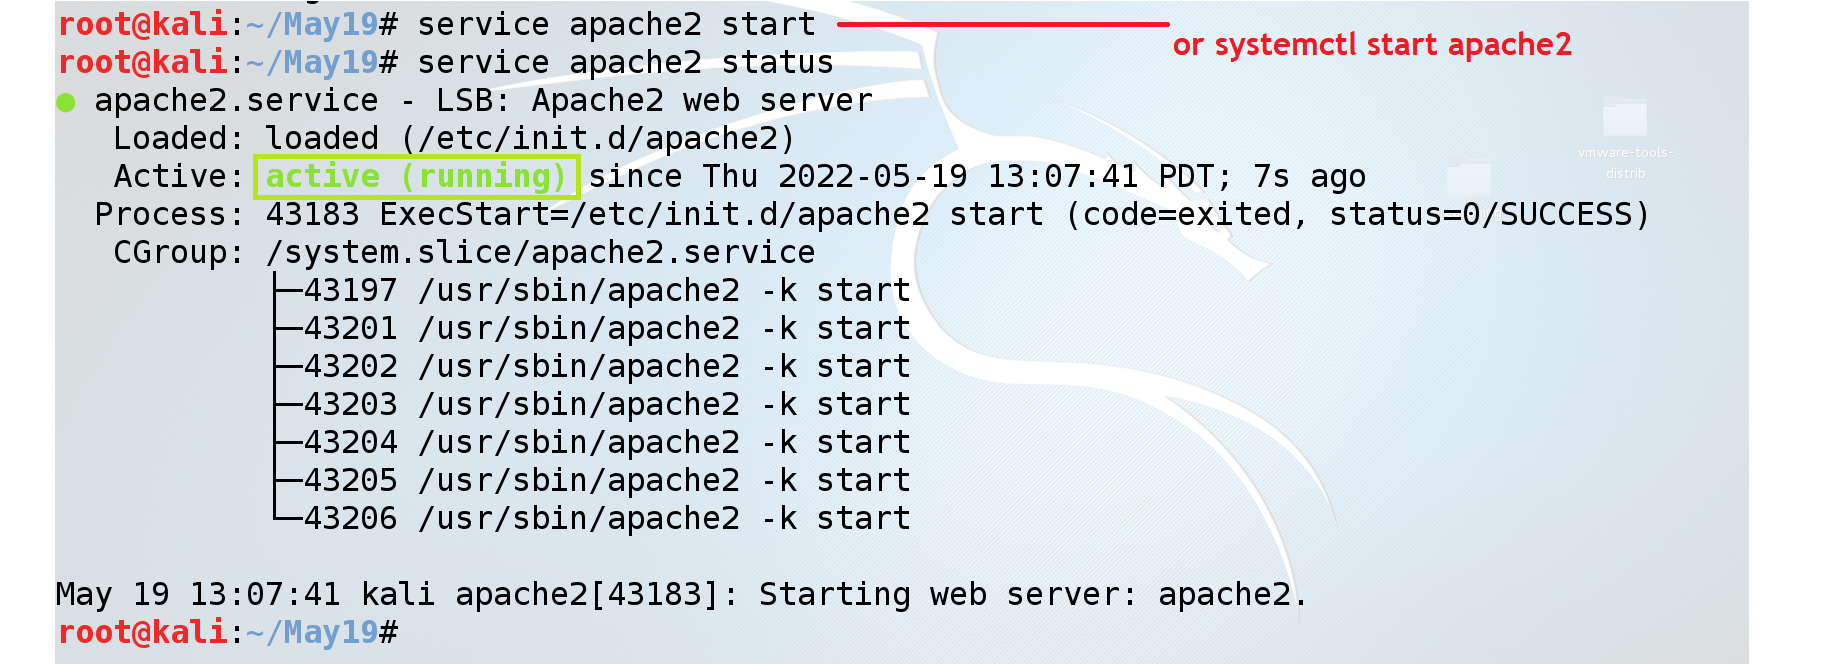 root@kali:~/May19# service apache2 start
or systemctl start apache2
root@kali:~/May19# service apache2 status
● apache2.service - LSB: Apache2 web server
Loaded: loaded (/etc/init.d/apache2)
Active: active (running) since Thu 2022-05-19 13:07:41 PDT; 7s ago
Process: 43183 ExecStart=/etc/init.d/apache2 start (code=exited, status=0/SUCCESS)
CGroup: /system.slice/apache2.service
├─43197 /usr/sbin/apache2 -k start
├─43201 /usr/sbin/apache2 -k start
├─43202 /usr/sbin/apache2 -k start
├─43203 /usr/sbin/apache2 -k start
├─43204 /usr/sbin/apache2 -k start
├─43205 /usr/sbin/apache2 -k start
└─43206 /usr/sbin/apache2 -k start
May 19 13:07:41 kali apache2[43183]: Starting web server: apache2.
root@kali:~/May19#
vmware-tools-
distrib